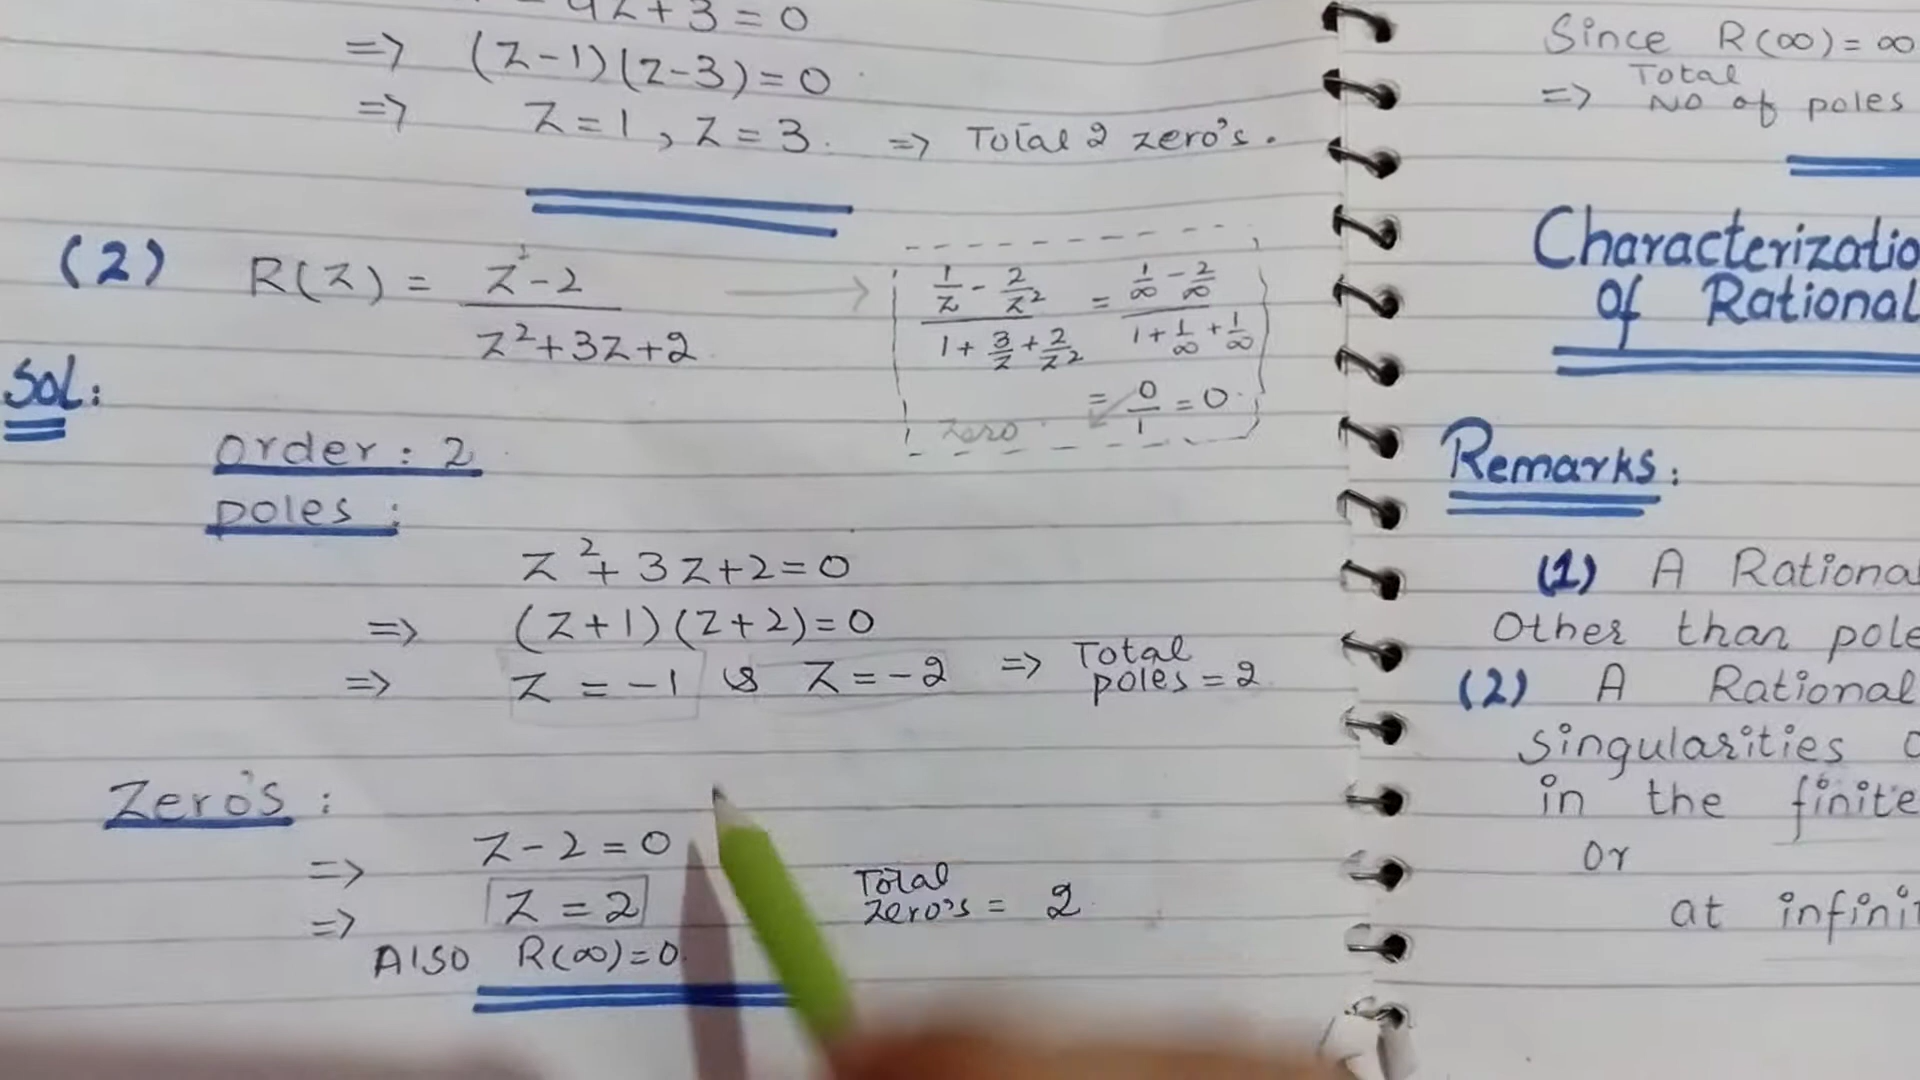 4z+3=0
=> (z-1)(z-3)=0
=> z=1, z=3. => Total 2 zero's.
(2) R(z) = z-2 / z²+3z+2
1/z - 2/z² / 1+3/z+2/z² = 1/∞ - 2/∞ / 1+1/∞+1/∞
= 0/1 = 0
zero
Sol:
Order: 2
Poles:
z²+3z+2=0
=> (z+1)(z+2)=0
=> z = -1 & z = -2 => Total poles = 2
Zero's:
=> z-2=0
=> z=2 Total zero's = 2
Also R(∞)=0.
Since R(∞)=∞
=> Total No of poles
Characterizatio
of Rational
Remarks:
(1) A Rationa
Other than pole
(2) A Rational
singularities
in the finite
or
at infinit